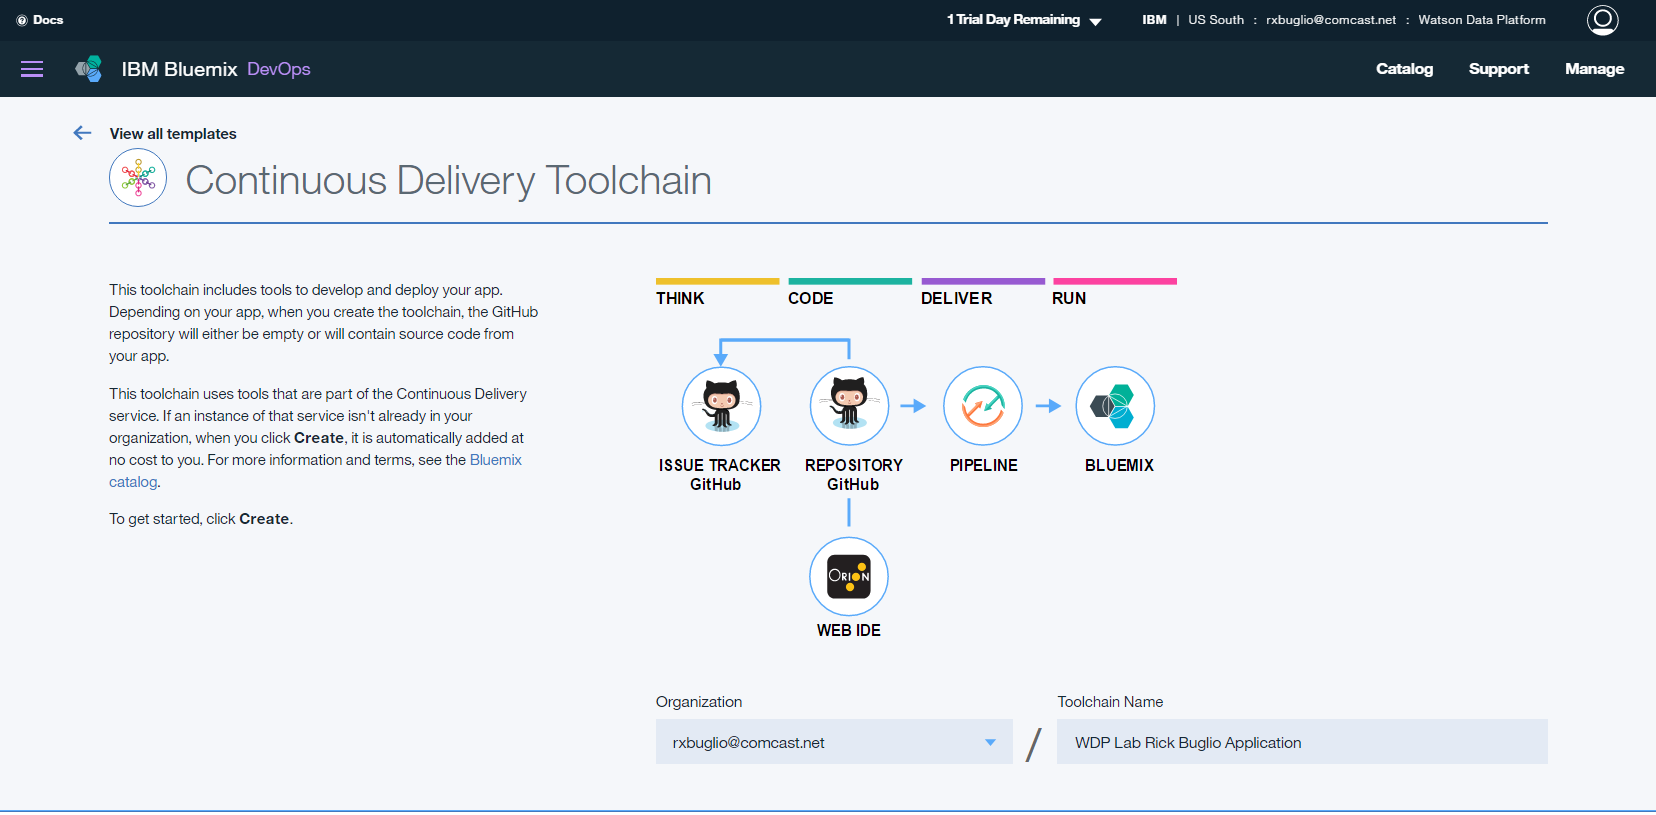 Docs
1 Trial Day Remaining
IBM | US South : rxbuglio@comcast.net : Watson Data Platform
IBM Bluemix DevOps
Catalog Support Manage
View all templates
Continuous Delivery Toolchain
This toolchain includes tools to develop and deploy your app.
Depending on your app, when you create the toolchain, the GitHub
repository will either be empty or will contain source code from
your app.
This toolchain uses tools that are part of the Continuous Delivery
service. If an instance of that service isn't already in your
organization, when you click Create, it is automatically added at
no cost to you. For more information and terms, see the Bluemix
catalog.
To get started, click Create.
THINK CODE DELIVER RUN
ISSUE TRACKER REPOSITORY PIPELINE BLUEMIX
GitHub GitHub
ORION
WEB IDE
Organization Toolchain Name
rxbuglio@comcast.net / WDP Lab Rick Buglio Application